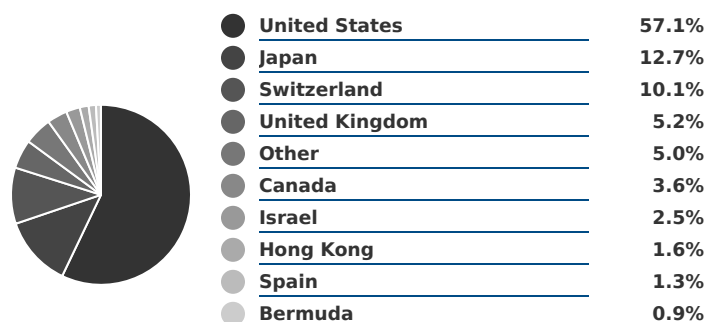 United States 57.1%
Japan 12.7%
Switzerland 10.1%
United Kingdom 5.2%
Other 5.0%
Canada 3.6%
Israel 2.5%
Hong Kong 1.6%
Spain 1.3%
Bermuda 0.9%